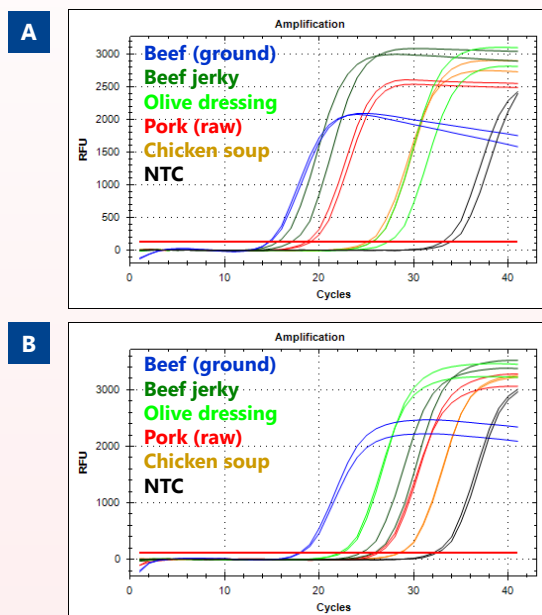 A
Amplification
Beef (ground)
Beef jerky
Olive dressing
Pork (raw)
Chicken soup
NTC
RFU
3000
2500
2000
1500
1000
500
0
0 10 20 30 40
Cycles
B
Amplification
Beef (ground)
Beef jerky
Olive dressing
Pork (raw)
Chicken soup
NTC
RFU
3000
2000
1000
0
0 10 20 30 40
Cycles